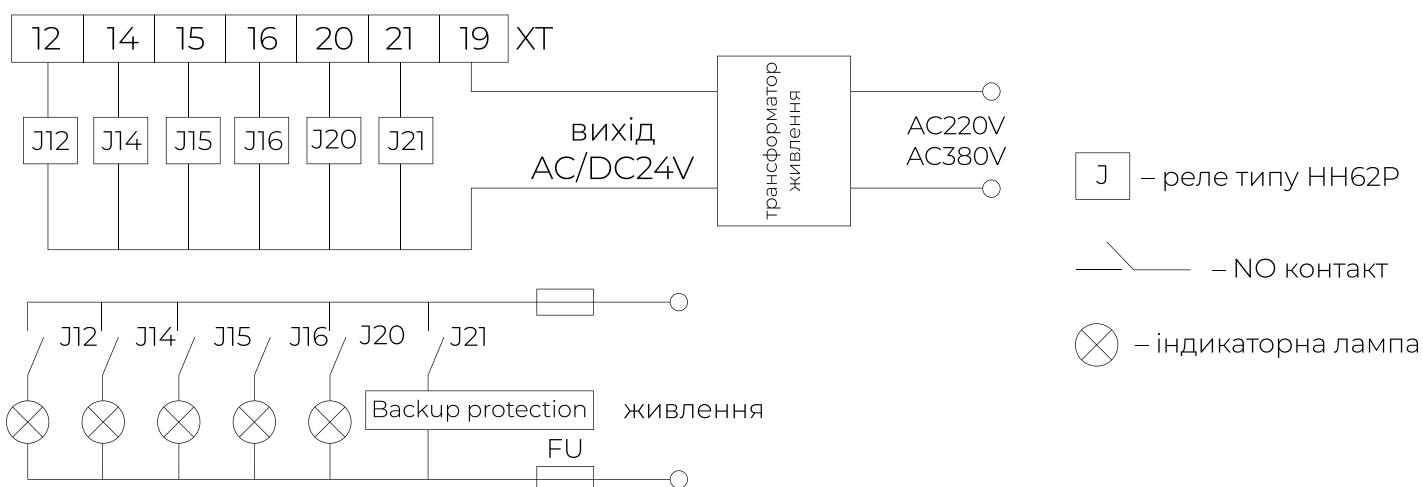 12 14 15 16 20 21 19 XT
J12 J14 J15 J16 J20 J21
вихід
AC/DC24V
трансформатор
живлення
AC220V
AC380V
J – реле типу HH62P
– NO контакт
– індикаторна лампа
J12 J14 J15 J16 J20 J21
Backup protection
живлення
FU